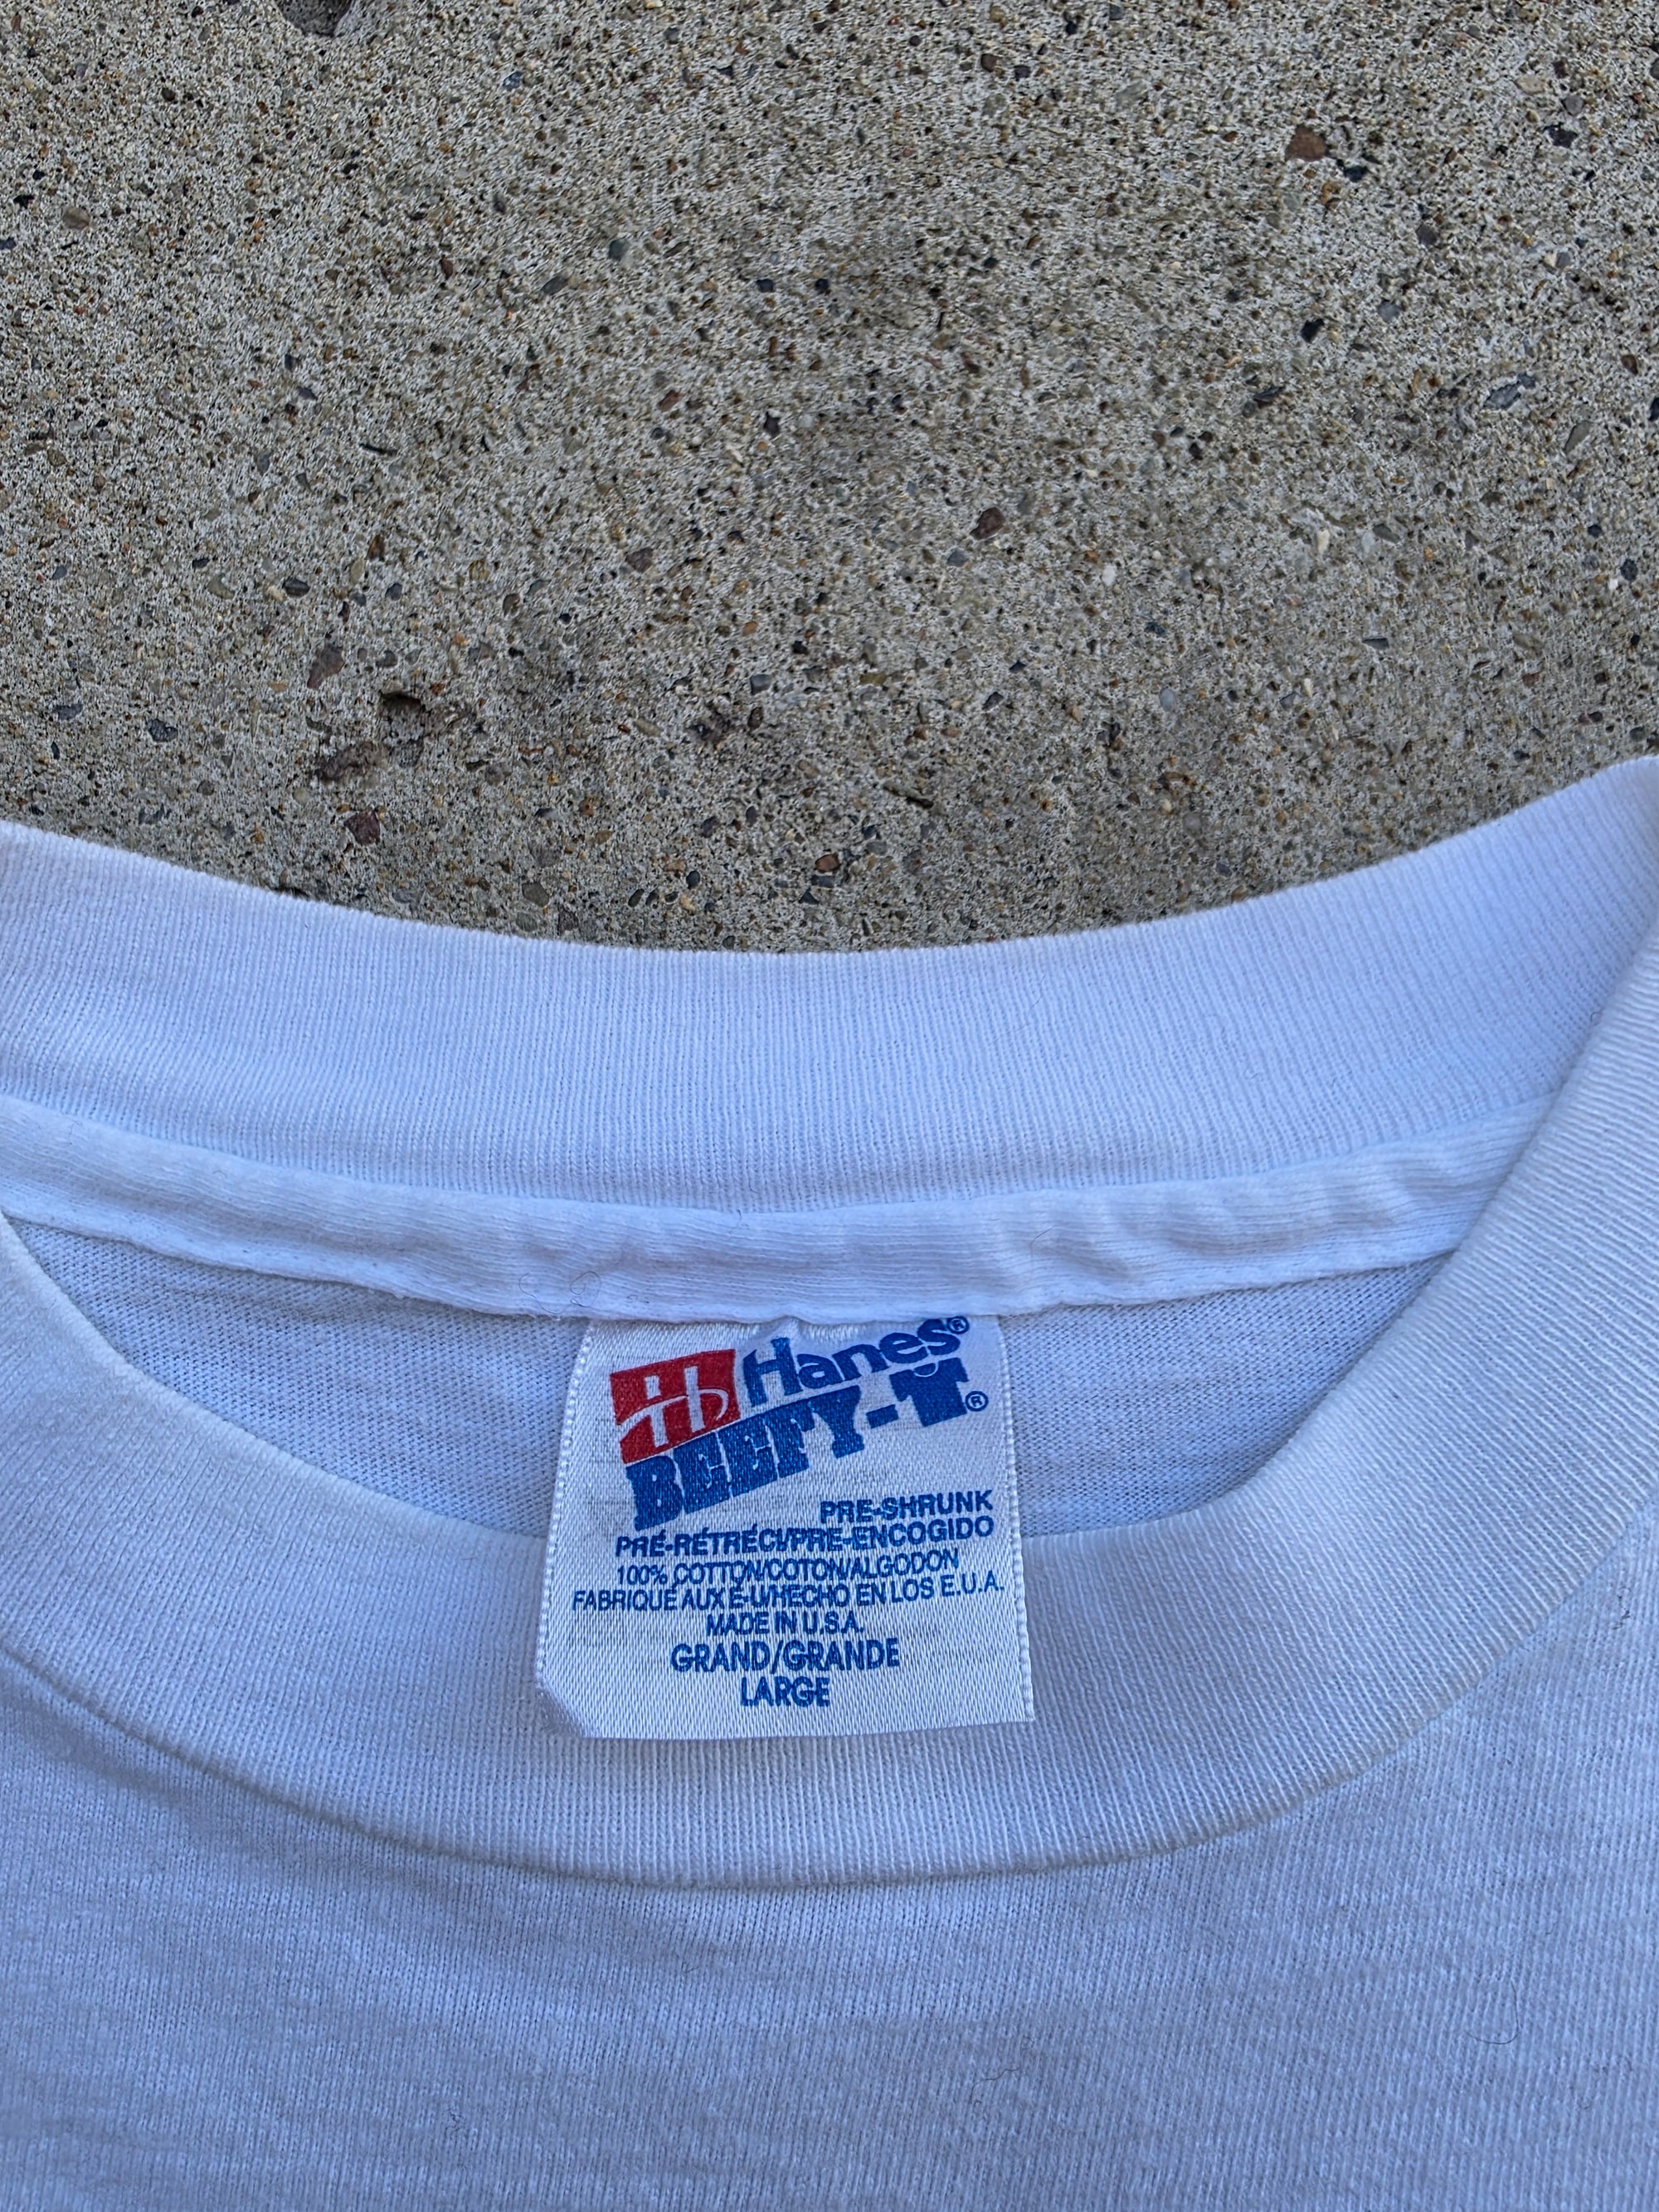 Hh Hanes®
BEEFY-T®
PRE-SHRUNK
PRÉ-RÉTRÉCI/PRE-ENCOGIDO
100% COTTON/COTON/ALGODON
FABRIQUÉ AUX É-U/HECHO EN LOS E.U.A.
MADE IN U.S.A.
GRAND/GRANDE
LARGE